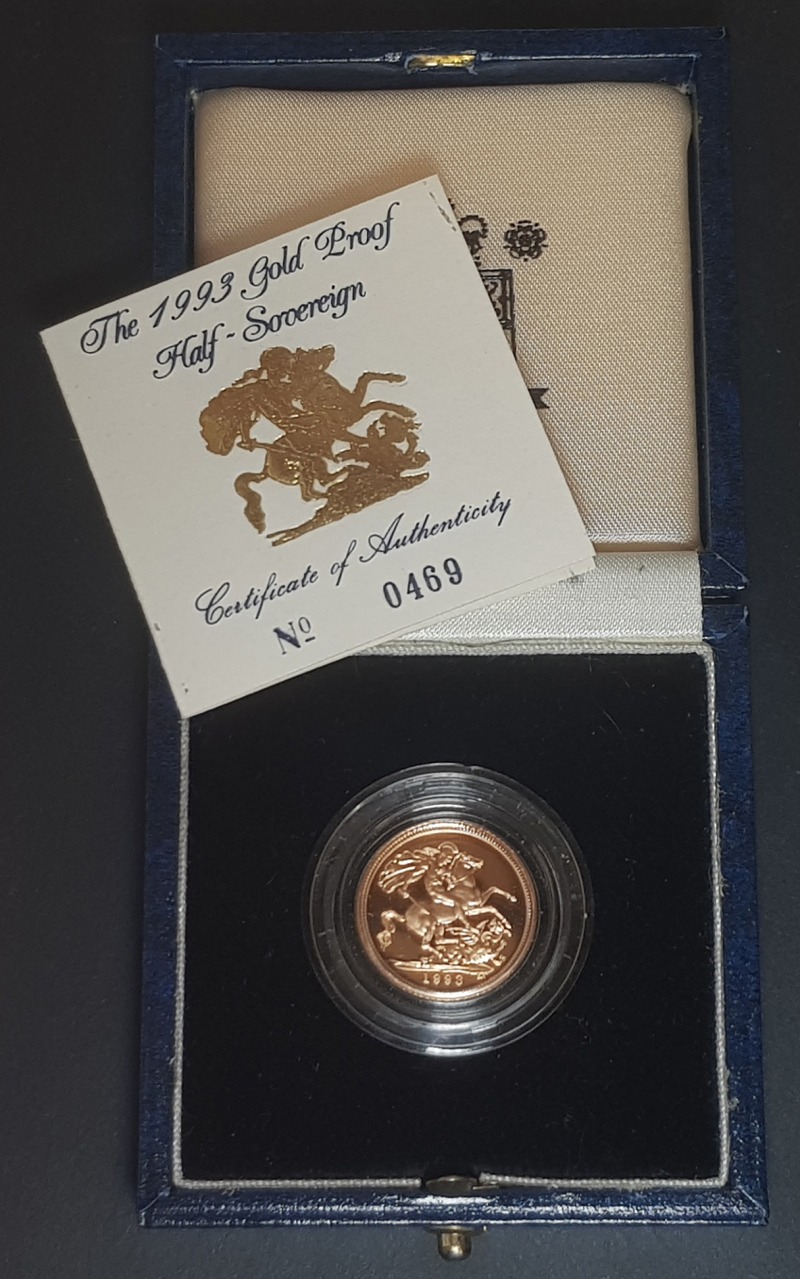 The 1993 Gold Proof
Half-Sovereign
Certificate of Authenticity
Nº 0469
1993